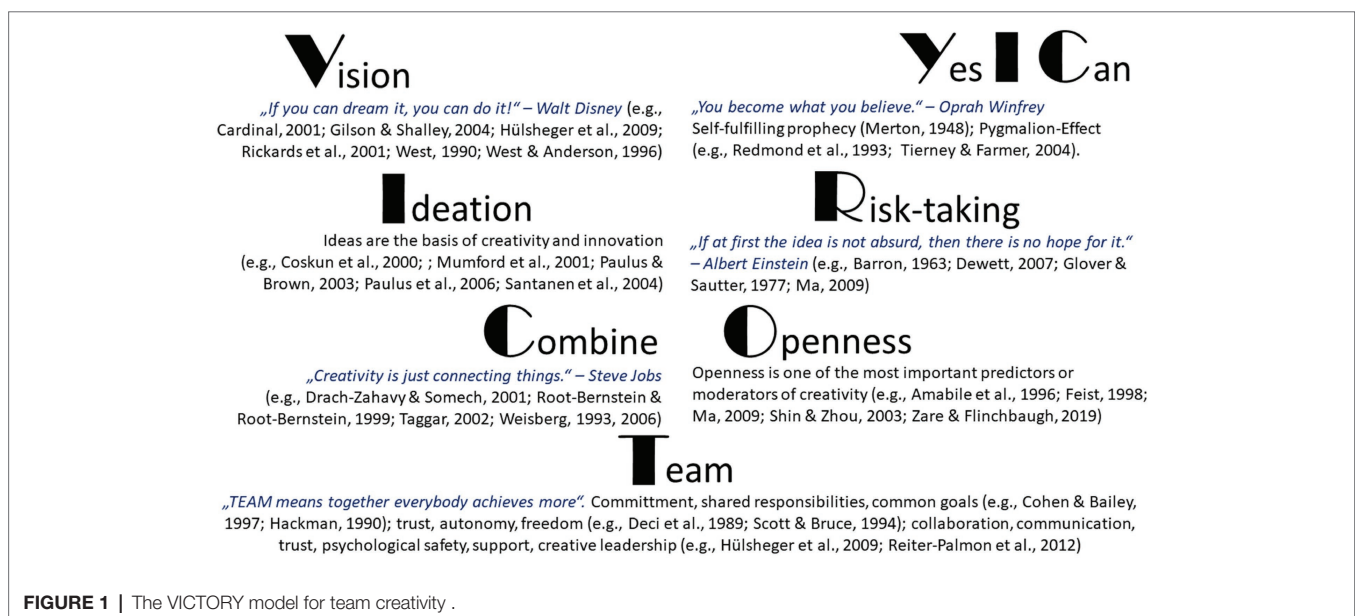 Vision
„If you can dream it, you can do it!“ – Walt Disney (e.g.,
Cardinal, 2001; Gilson & Shalley, 2004; Hülsheger et al., 2009;
Rickards et al., 2001; West, 1990; West & Anderson, 1996)
Yes I Can
„You become what you believe.“ – Oprah Winfrey
Self-fulfilling prophecy (Merton, 1948); Pygmalion-Effect
(e.g., Redmond et al., 1993; Tierney & Farmer, 2004).
Ideation
Ideas are the basis of creativity and innovation
(e.g., Coskun et al., 2000; ; Mumford et al., 2001; Paulus &
Brown, 2003; Paulus et al., 2006; Santanen et al., 2004)
Risk-taking
„If at first the idea is not absurd, then there is no hope for it.“
– Albert Einstein (e.g., Barron, 1963; Dewett, 2007; Glover &
Sautter, 1977; Ma, 2009)
Combine
„Creativity is just connecting things.“ – Steve Jobs
(e.g., Drach-Zahavy & Somech, 2001; Root-Bernstein &
Root-Bernstein, 1999; Taggar, 2002; Weisberg, 1993, 2006)
Openness
Openness is one of the most important predictors or
moderators of creativity (e.g., Amabile et al., 1996; Feist, 1998;
Ma, 2009; Shin & Zhou, 2003; Zare & Flinchbaugh, 2019)
Team
„TEAM means together everybody achieves more“. Committment, shared responsibilities, common goals (e.g., Cohen & Bailey,
1997; Hackman, 1990); trust, autonomy, freedom (e.g., Deci et al., 1989; Scott & Bruce, 1994); collaboration, communication,
trust, psychological safety, support, creative leadership (e.g., Hülsheger et al., 2009; Reiter-Palmon et al., 2012)
FIGURE 1 | The VICTORY model for team creativity .